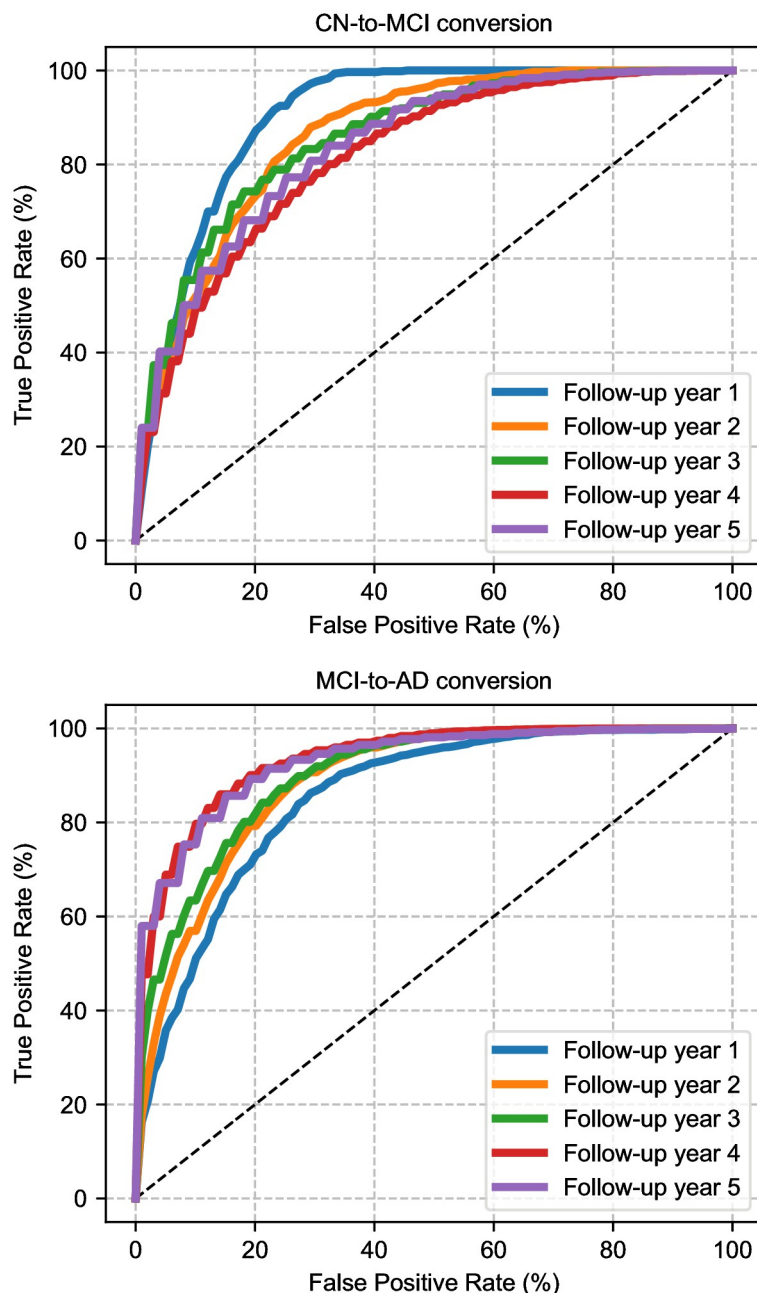 CN-to-MCI conversion
True Positive Rate (%)
100
80
60
40
20
0
Follow-up year 1
Follow-up year 2
Follow-up year 3
Follow-up year 4
Follow-up year 5
0 20 40 60 80 100
False Positive Rate (%)
MCI-to-AD conversion
True Positive Rate (%)
100
80
60
40
20
0
Follow-up year 1
Follow-up year 2
Follow-up year 3
Follow-up year 4
Follow-up year 5
0 20 40 60 80 100
False Positive Rate (%)